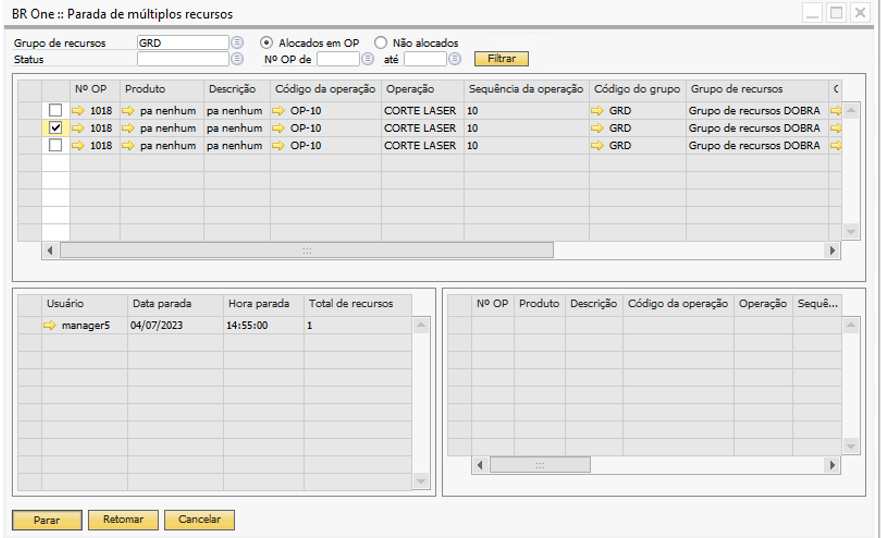 BR One :: Parada de múltiplos recursos
Grupo de recursos GRD Alocados em OP Não alocados
Status Nº OP de até Filtrar
Nº OP Produto Descrição Código da operação Operação Sequência da operação Código do grupo Grupo de recursos C
1018 pa nenhum pa nenhum OP-10 CORTE LASER 10 GRD Grupo de recursos DOBRA
1018 pa nenhum pa nenhum OP-10 CORTE LASER 10 GRD Grupo de recursos DOBRA
1018 pa nenhum pa nenhum OP-10 CORTE LASER 10 GRD Grupo de recursos DOBRA
Usuário Data parada Hora parada Total de recursos
manager5 04/07/2023 14:55:00 1
Nº OP Produto Descrição Código da operação Operação Sequê...
Parar Retomar Cancelar